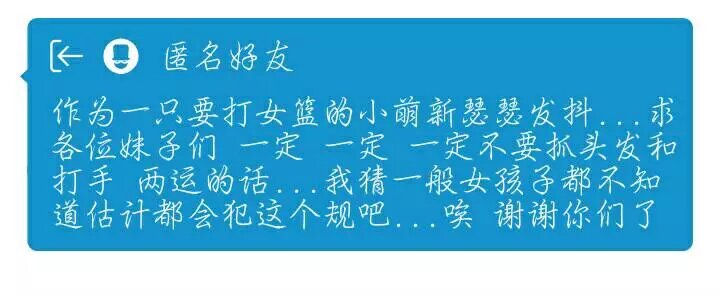 匿名好友
作为一只要打女篮的小萌新瑟瑟发抖...求
各位妹子们 一定 一定 一定不要抓头发和
打手 两运的话...我猜一般女孩子都不知
道估计都会犯这个规吧...唉 谢谢你们了